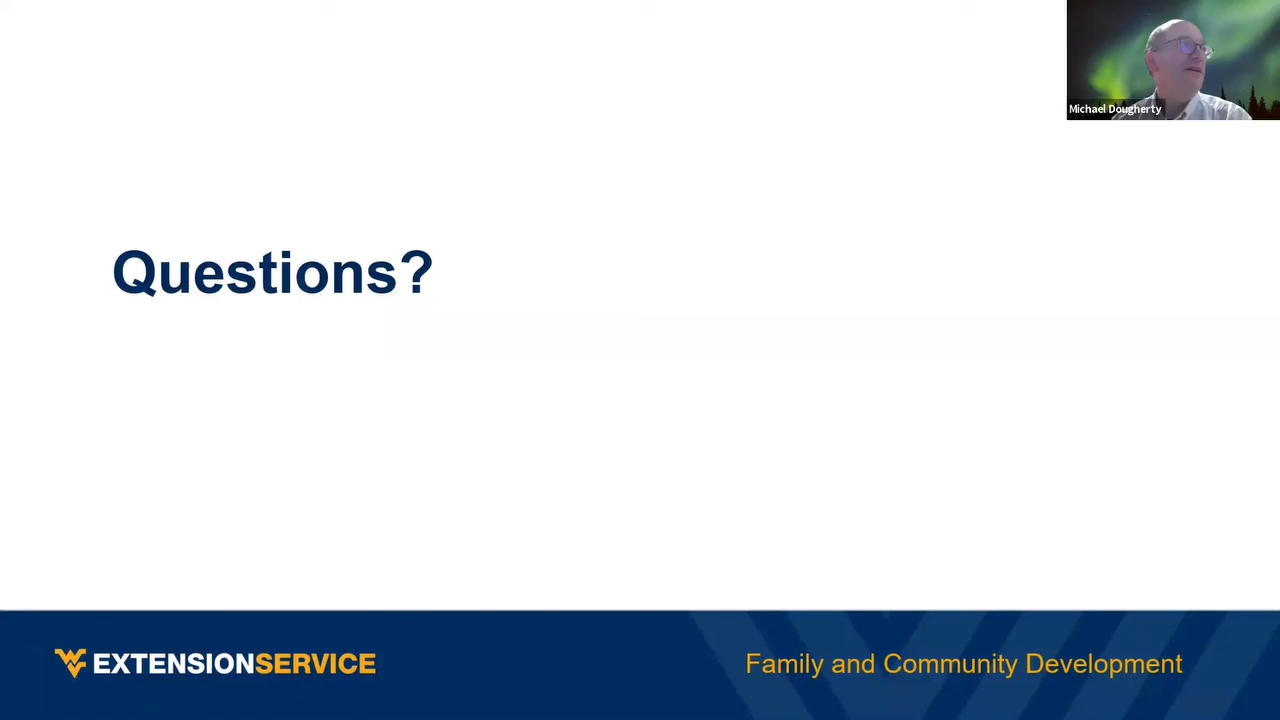 Michael Dougherty
Questions?
EXTENSIONSERVICE
Family and Community Development